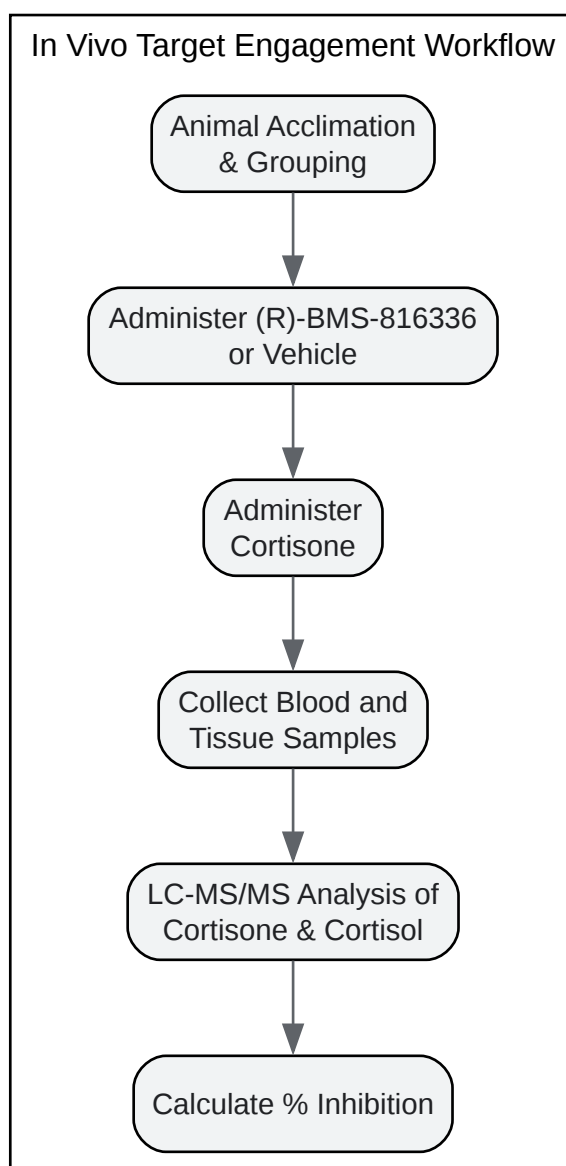 In Vivo Target Engagement Workflow
Animal Acclimation
& Grouping
Administer (R)-BMS-816336
or Vehicle
Administer
Cortisone
Collect Blood and
Tissue Samples
LC-MS/MS Analysis of
Cortisone & Cortisol
Calculate % Inhibition